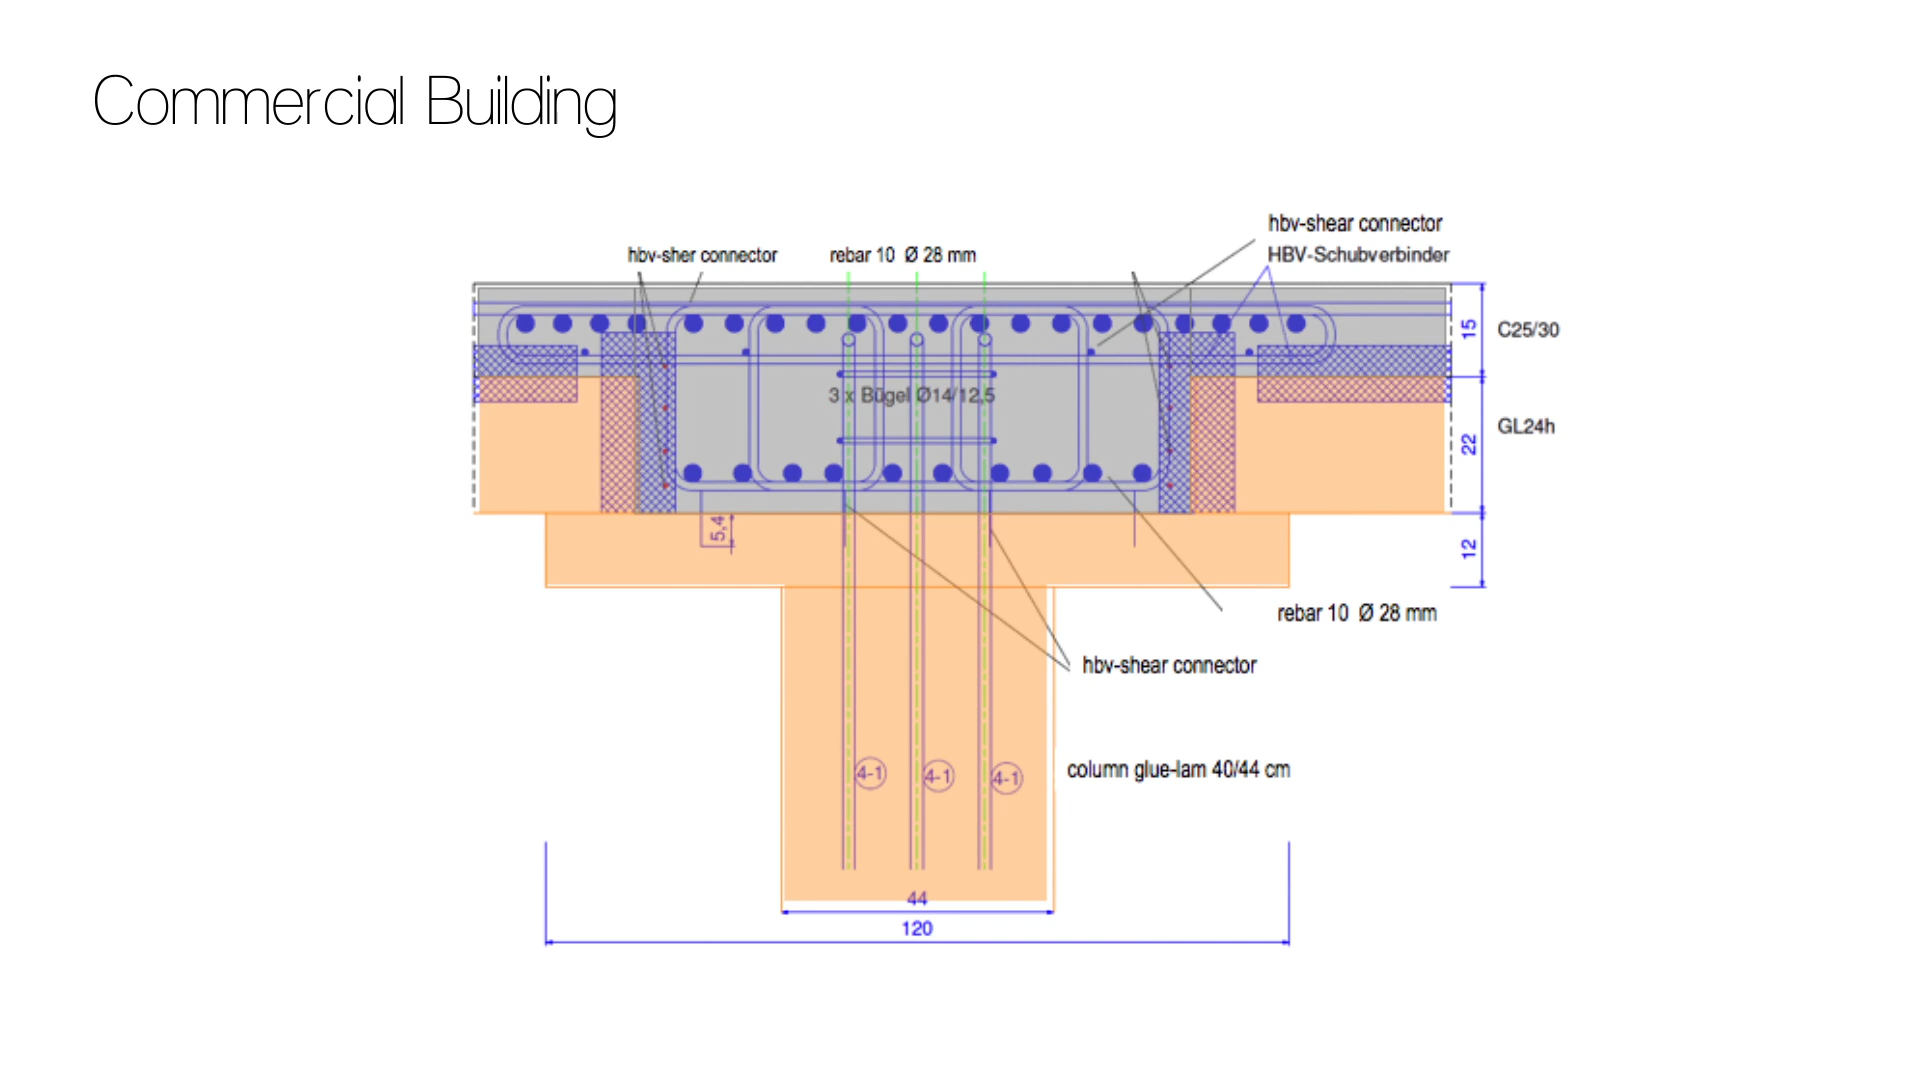 Commercial Building
hbv-shear connector
hbv-sher connector
rebar 10 Ø 28 mm
HBV-Schubverbinder
15
C25/30
3 x Bügel Ø14/12,5
GL24h
22
5,4
12
rebar 10 Ø 28 mm
hbv-shear connector
column glue-lam 40/44 cm
4-1
4-1
4-1
44
120